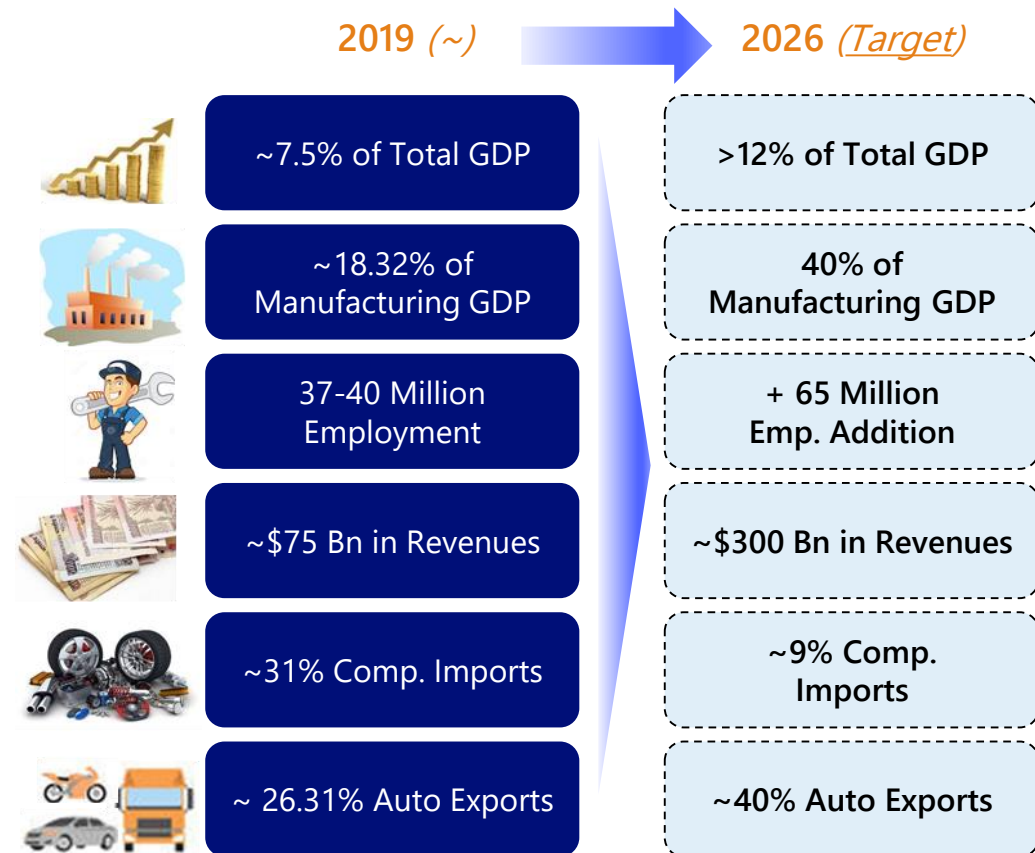 2019 (~)
2026 (Target)
~7.5% of Total GDP
>12% of Total GDP
~18.32% of
Manufacturing GDP
40% of
Manufacturing GDP
37-40 Million
Employment
+ 65 Million
Emp. Addition
~$75 Bn in Revenues
~$300 Bn in Revenues
~31% Comp. Imports
~9% Comp.
Imports
~ 26.31% Auto Exports
~40% Auto Exports